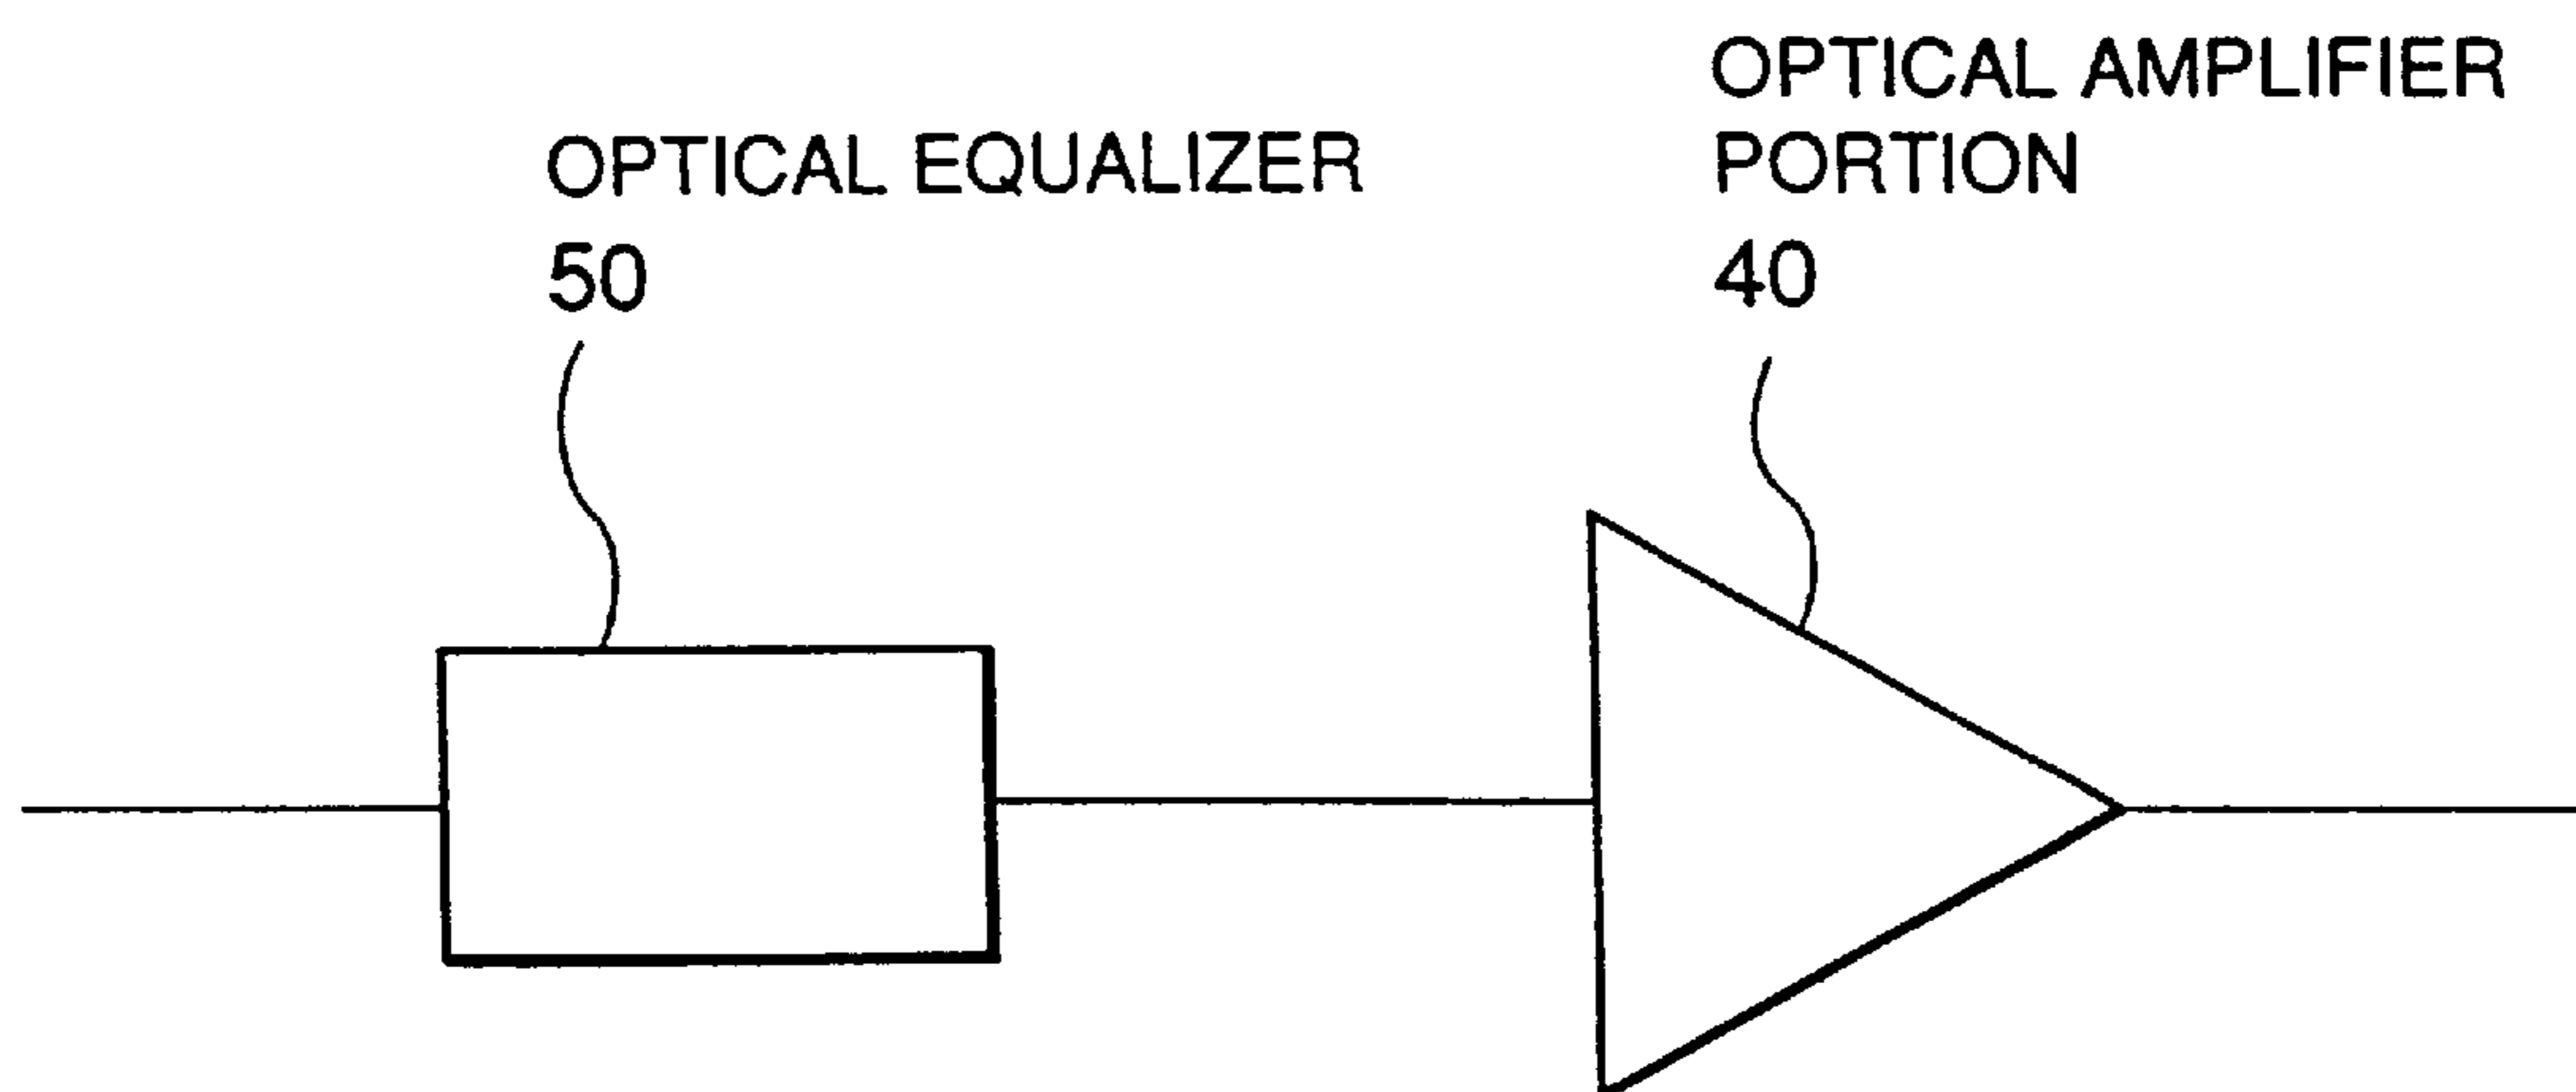 OPTICAL EQUALIZER
50
OPTICAL AMPLIFIER
PORTION
40